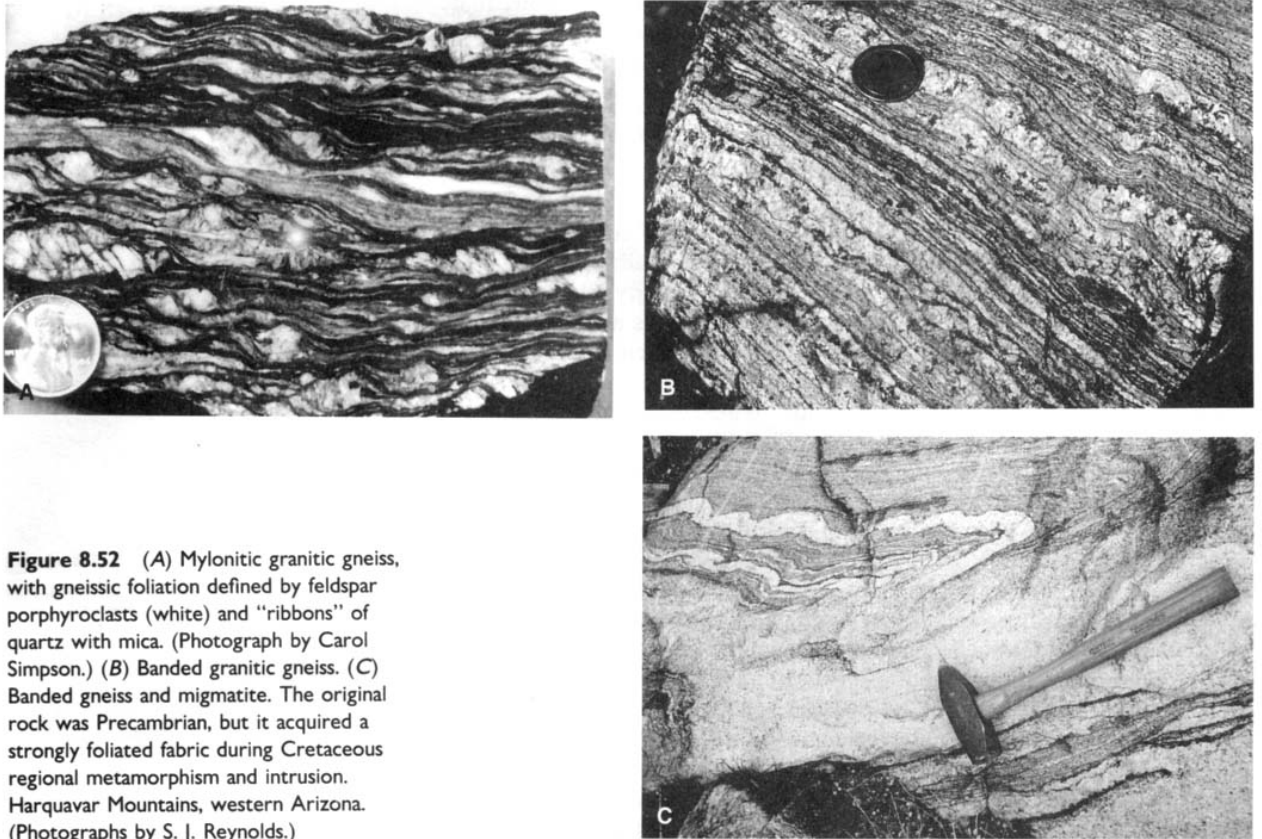 A
B
C
Figure 8.52 (A) Mylonitic granitic gneiss,
with gneissic foliation defined by feldspar
porphyroclasts (white) and “ribbons” of
quartz with mica. (Photograph by Carol
Simpson.) (B) Banded granitic gneiss. (C)
Banded gneiss and migmatite. The original
rock was Precambrian, but it acquired a
strongly foliated fabric during Cretaceous
regional metamorphism and intrusion.
Harquavar Mountains, western Arizona.
(Photographs by S. J. Reynolds.)